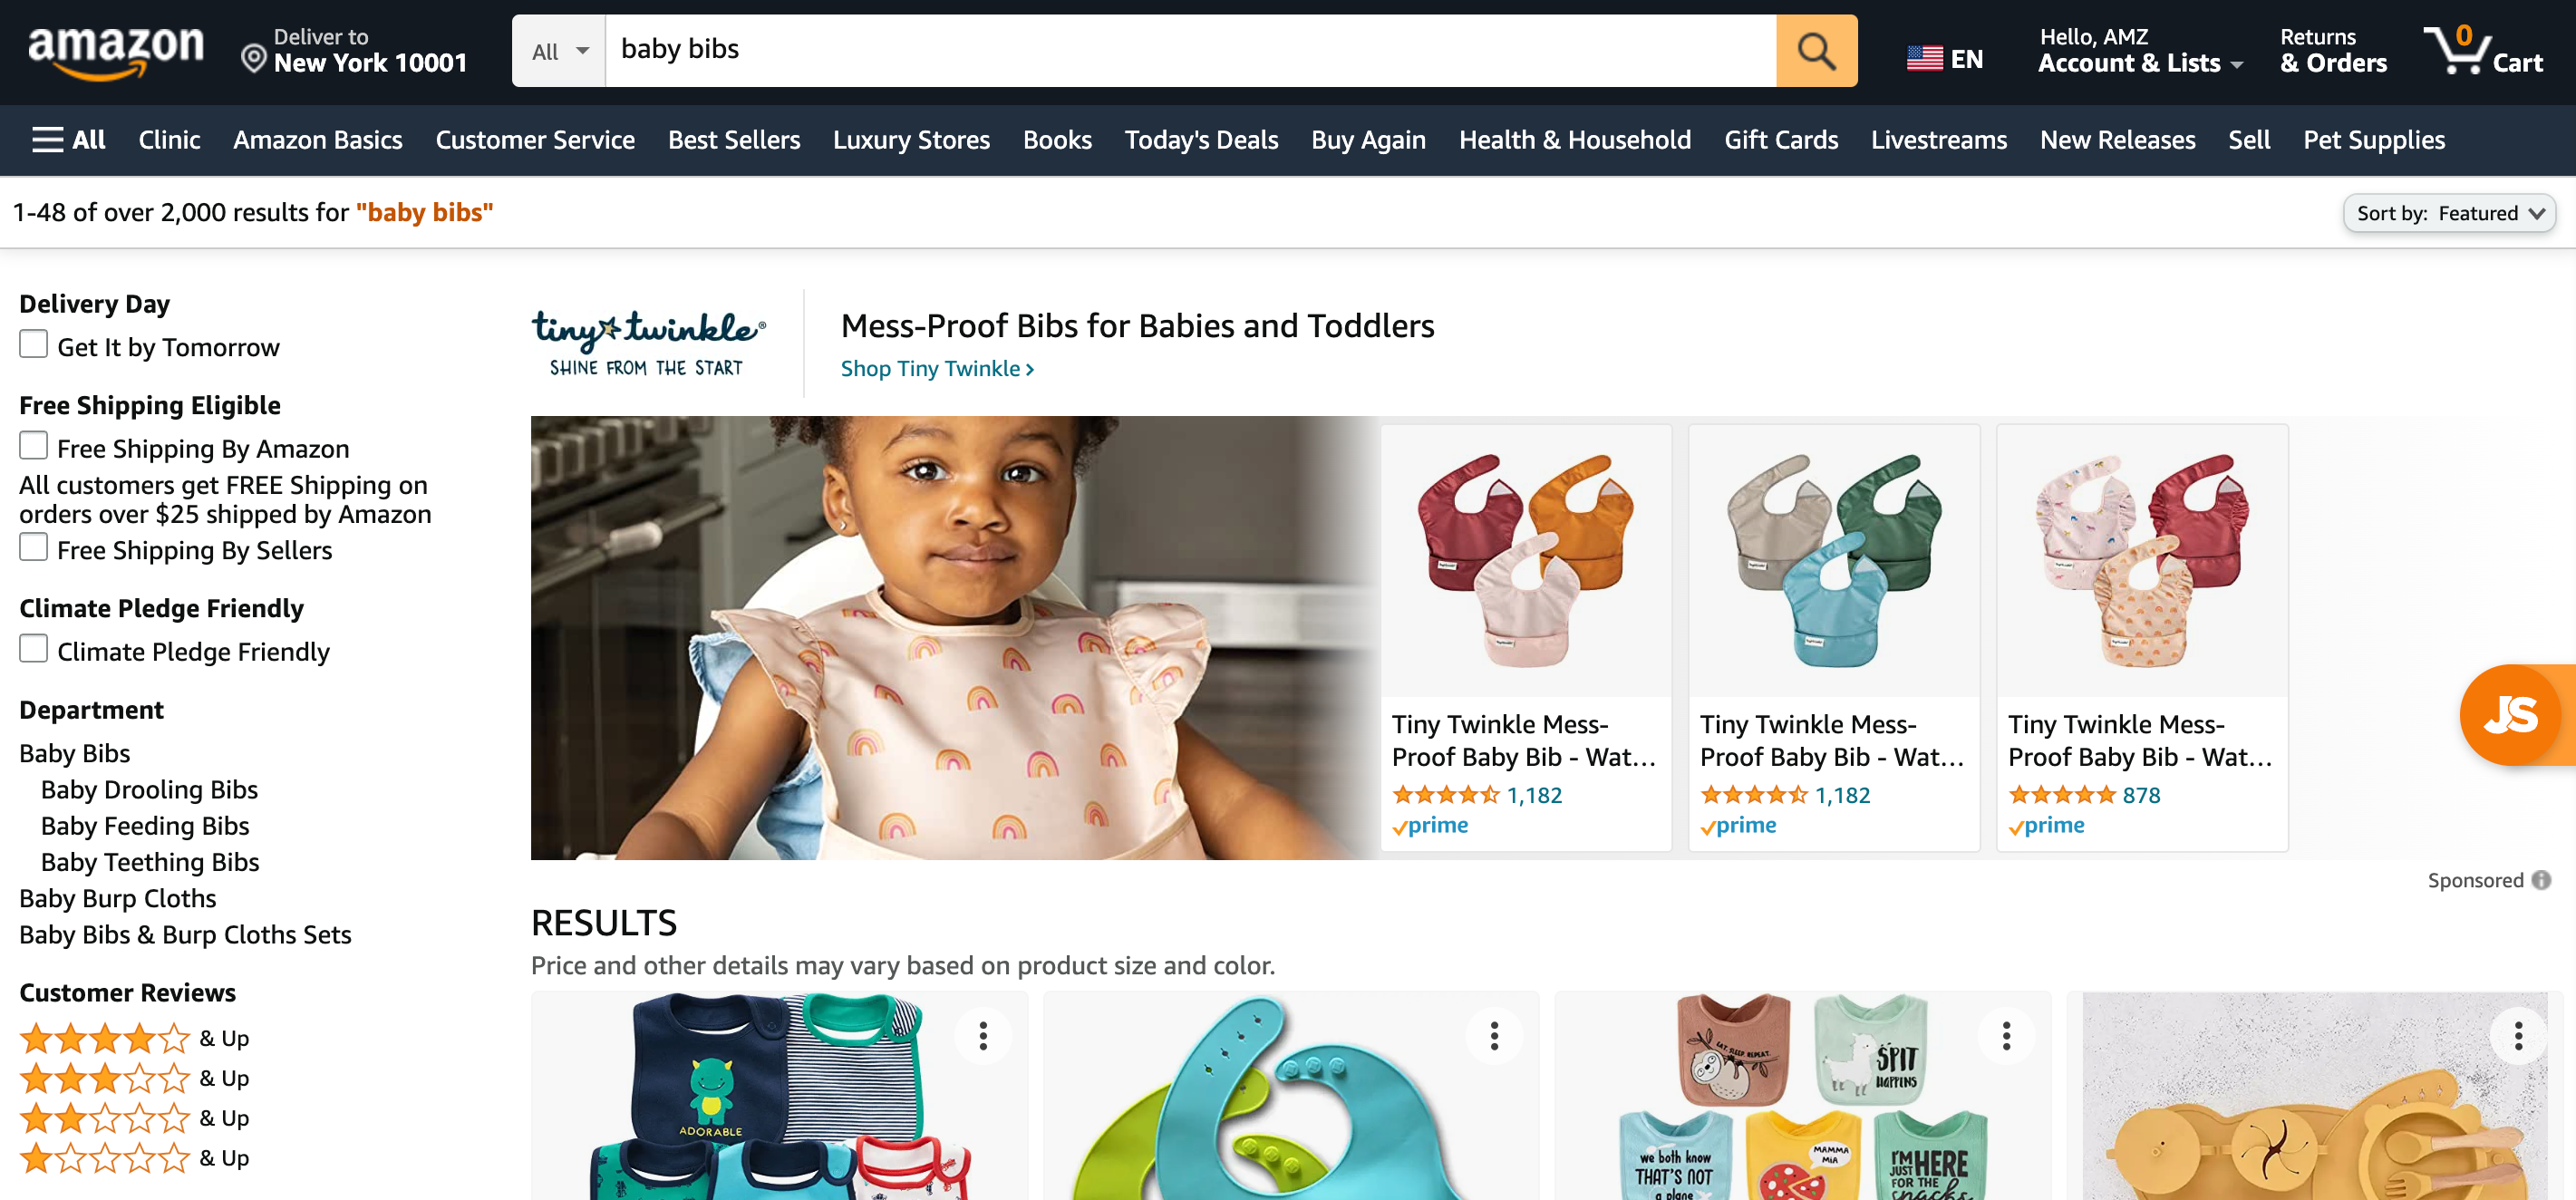 amazon
Deliver to
New York 10001
All
baby bibs
EN
Hello, AMZ
Account & Lists
Returns
& Orders
0
Cart
All
Clinic
Amazon Basics
Customer Service
Best Sellers
Luxury Stores
Books
Today's Deals
Buy Again
Health & Household
Gift Cards
Livestreams
New Releases
Sell
Pet Supplies
1-48 of over 2,000 results for "baby bibs"
Sort by: Featured
Delivery Day
Get It by Tomorrow
Free Shipping Eligible
Free Shipping By Amazon
All customers get FREE Shipping on
orders over $25 shipped by Amazon
Free Shipping By Sellers
Climate Pledge Friendly
Climate Pledge Friendly
Department
Baby Bibs
Baby Drooling Bibs
Baby Feeding Bibs
Baby Teething Bibs
Baby Burp Cloths
Baby Bibs & Burp Cloths Sets
Customer Reviews
& Up
& Up
& Up
& Up
tiny twinkle®
SHINE FROM THE START
Mess-Proof Bibs for Babies and Toddlers
Shop Tiny Twinkle ›
Tiny Twinkle Mess-
Proof Baby Bib - Wat...
1,182
prime
Tiny Twinkle Mess-
Proof Baby Bib - Wat...
1,182
prime
Tiny Twinkle Mess-
Proof Baby Bib - Wat...
878
prime
JS
Sponsored
RESULTS
Price and other details may vary based on product size and color.
ADORABLE
EAT. SLEEP. REPEAT.
SPIT
HAPPENS
we both know
THAT'S NOT
a plane
MAMMA
MIA
I'M JUST HERE
FOR THE
snacks